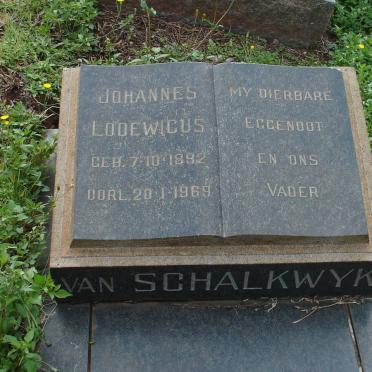 JOHANNES
LODEWICUS
GEB. 7·10·1892
OORL. 20·1·1969
MY DIERBARE
EGGENOOT
EN ONS
VADER
VAN SCHALKWYK